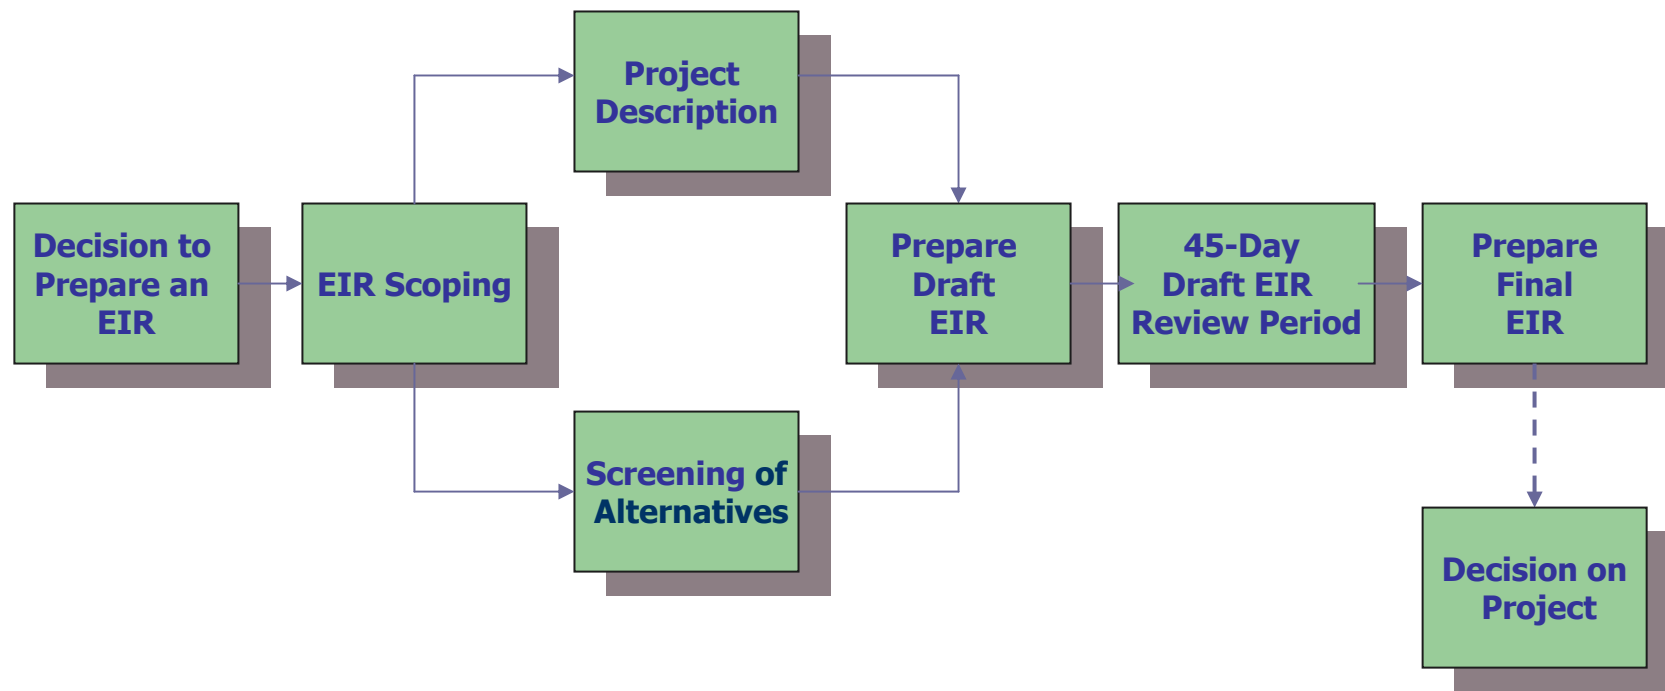 Project
Description
Decision to
Prepare an
EIR
EIR Scoping
Prepare
Draft
EIR
45-Day
Draft EIR
Review Period
Prepare
Final
EIR
Screening of
Alternatives
Decision on
Project